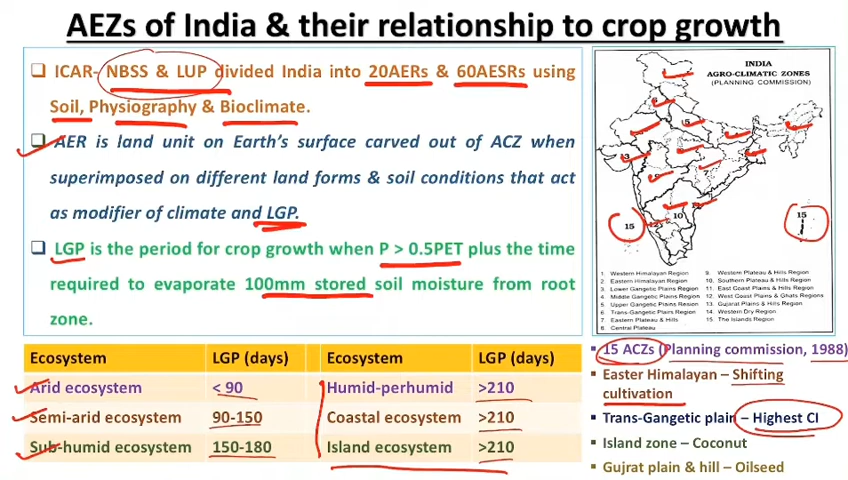 AEZs of India & their relationship to crop growth
ICAR- NBSS & LUP divided India into 20AERs & 60AESRs using
Soil, Physiography & Bioclimate.
AER is land unit on Earth's surface carved out of ACZ when
superimposed on different land forms & soil conditions that act
as modifier of climate and LGP.
LGP is the period for crop growth when P > 0.5PET plus the time
required to evaporate 100mm stored soil moisture from root
zone.
INDIA
AGRO-CLIMATIC ZONES
(PLANNING COMMISSION)
6
5
13
10
12
15
15
1 Western Himalayan Region
2 Eastern Himalayan Region
3 Lower Gangetic Plains Region
4 Middle Gangetic Plains Region
5 Upper Gangetic Plains Region
6 Trans-Gangetic Plains Region
7 Eastern Plateau & Hills
8 Central Plateau
9. Western Plateau & Hills Region
10. Southern Plateau & Hills Region
11 East Coast Plains & Hills Region
12 West Coast Plains & Ghats Regions
13 Gujarat Plains & Hills Region
14 Western Dry Region
15 The Islands Region
Ecosystem LGP (days) Ecosystem LGP (days)
Arid ecosystem < 90 Humid-perhumid >210
Semi-arid ecosystem 90-150 Coastal ecosystem >210
Sub-humid ecosystem 150-180 Island ecosystem >210
15 ACZs (Planning commission, 1988)
Easter Himalayan – Shifting
cultivation
Trans-Gangetic plain – Highest CI
Island zone – Coconut
Gujrat plain & hill – Oilseed